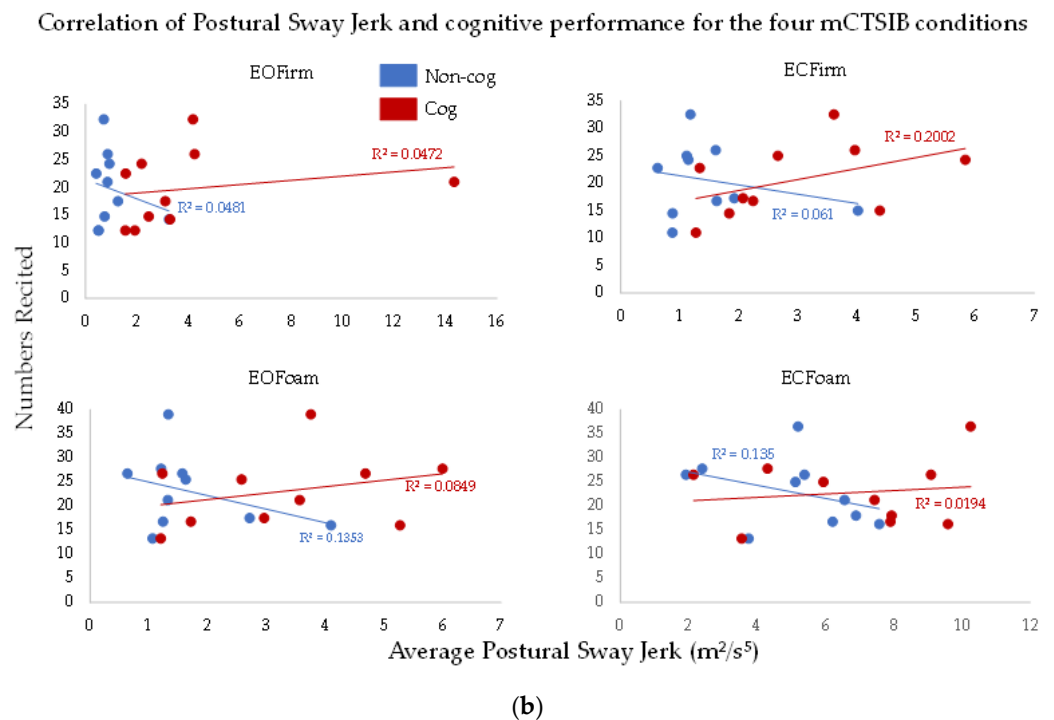 Correlation of Postural Sway Jerk and cognitive performance for the four mCTSIB conditions
EOFirm
Non-cog
Cog
ECFirm
35
30
25
20
15
10
5
0
R² = 0.0472
R² = 0.0481
0 2 4 6 8 10 12 14 16
35
30
25
20
15
10
5
0
R² = 0.2002
R² = 0.061
0 1 2 3 4 5 6 7
Numbers Recited
EOFoam
40
35
30
25
20
15
10
5
0
R² = 0.0849
R² = 0.1353
0 1 2 3 4 5 6 7
ECFoam
40
35
30
25
20
15
10
5
0
R² = 0.135
R² = 0.0194
0 2 4 6 8 10 12
Average Postural Sway Jerk (m²/s⁵)
(b)